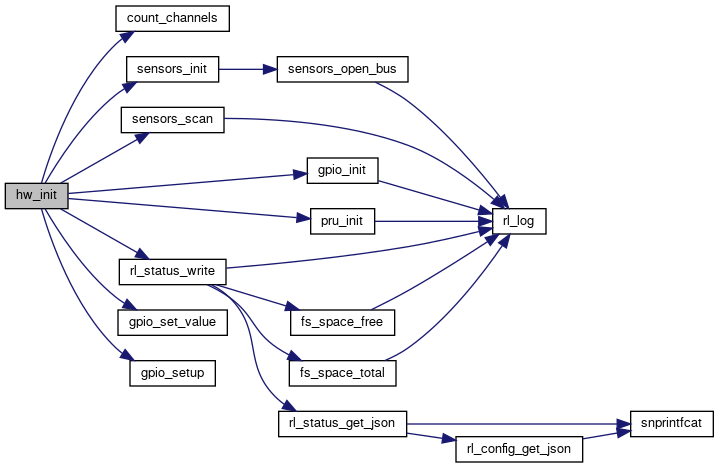 count_channels
sensors_init
sensors_open_bus
sensors_scan
gpio_init
hw_init
pru_init
rl_log
rl_status_write
gpio_set_value
fs_space_free
gpio_setup
fs_space_total
rl_status_get_json
snprintfcat
rl_config_get_json